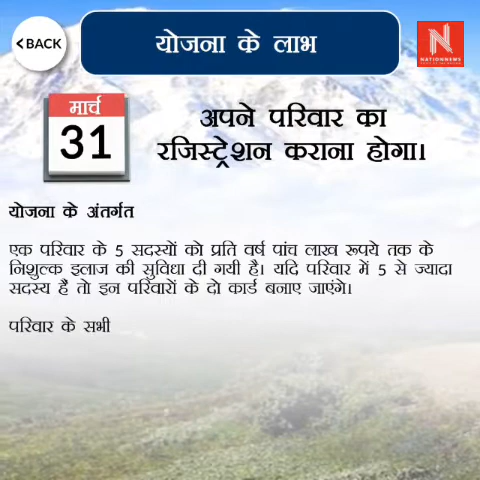 < BACK
योजना के लाभ
NATIONNEWS
मार्च
31
अपने परिवार का
रजिस्ट्रेशन कराना होगा।
योजना के अंतर्गत
एक परिवार के 5 सदस्यों को प्रति वर्ष पांच लाख रूपये तक के
निशुल्क इलाज की सुविधा दी गयी है। यदि परिवार में 5 से ज्यादा
सदस्य हैं तो इन परिवारों के दो कार्ड बनाए जाएंगे।
परिवार के सभी